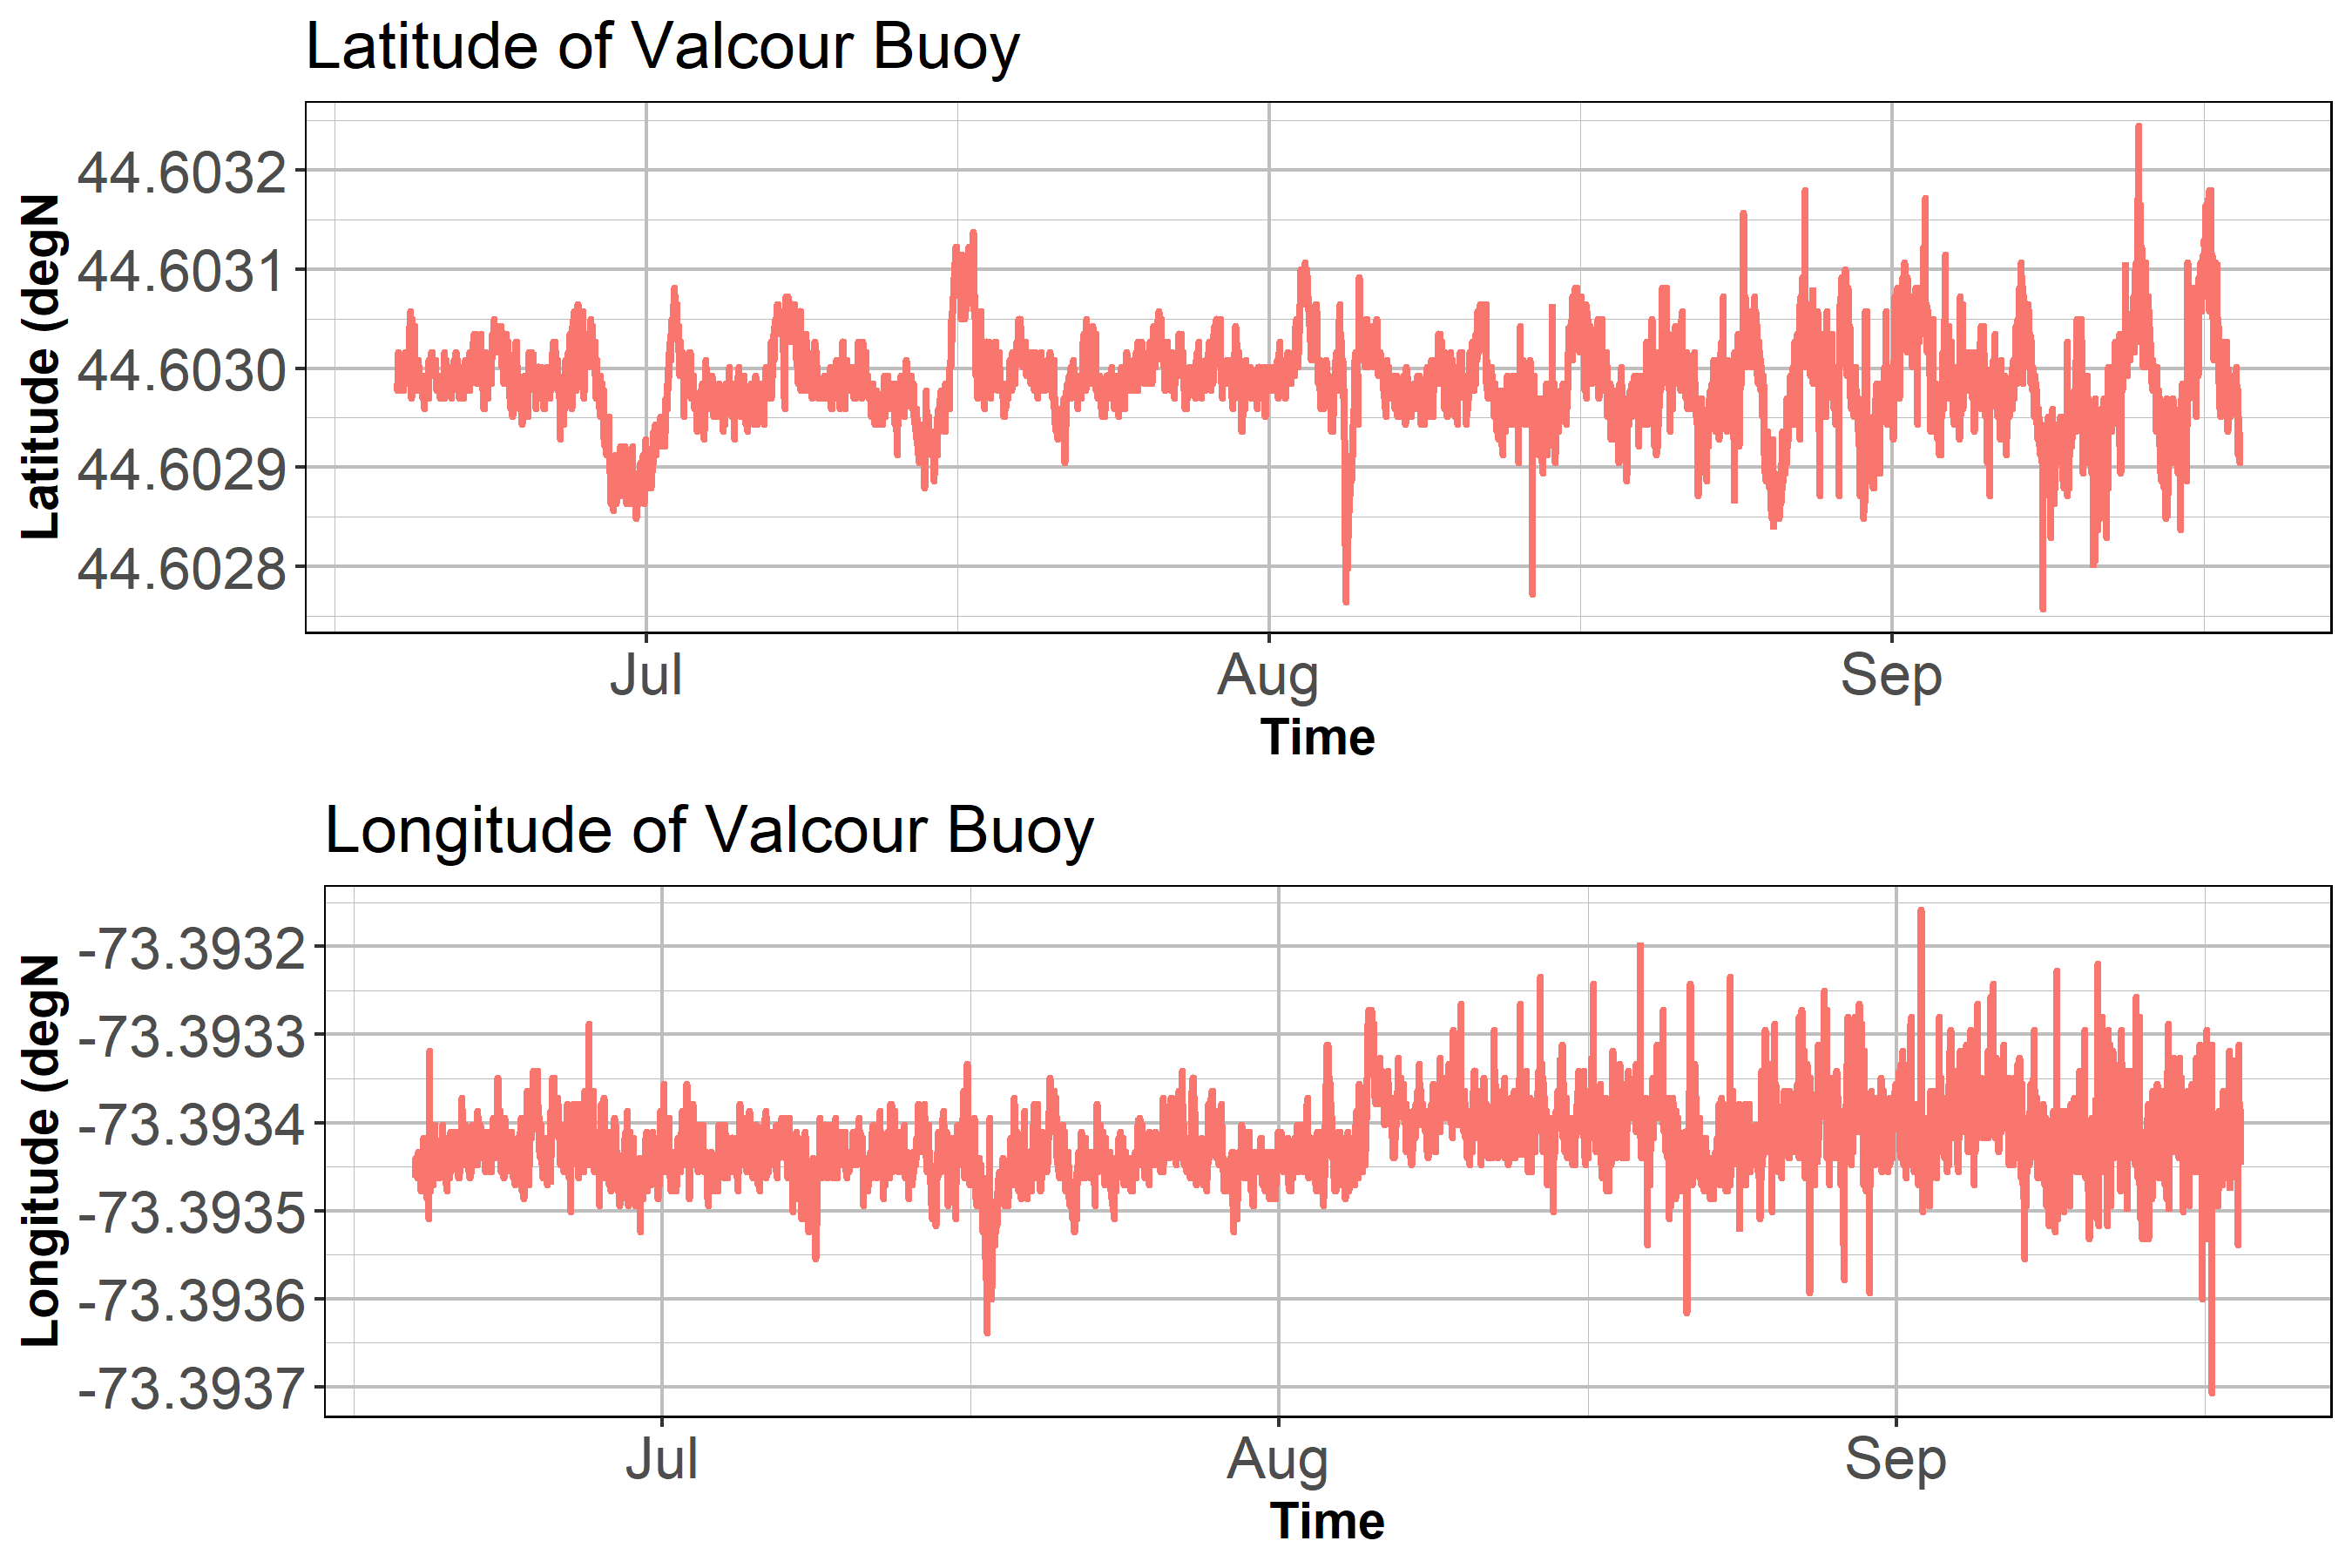 Latitude of Valcour Buoy
Latitude (degN
44.6032
44.6031
44.6030
44.6029
44.6028
Jul Aug Sep
Time
Longitude of Valcour Buoy
Longitude (degN
-73.3932
-73.3933
-73.3934
-73.3935
-73.3936
-73.3937
Jul Aug Sep
Time